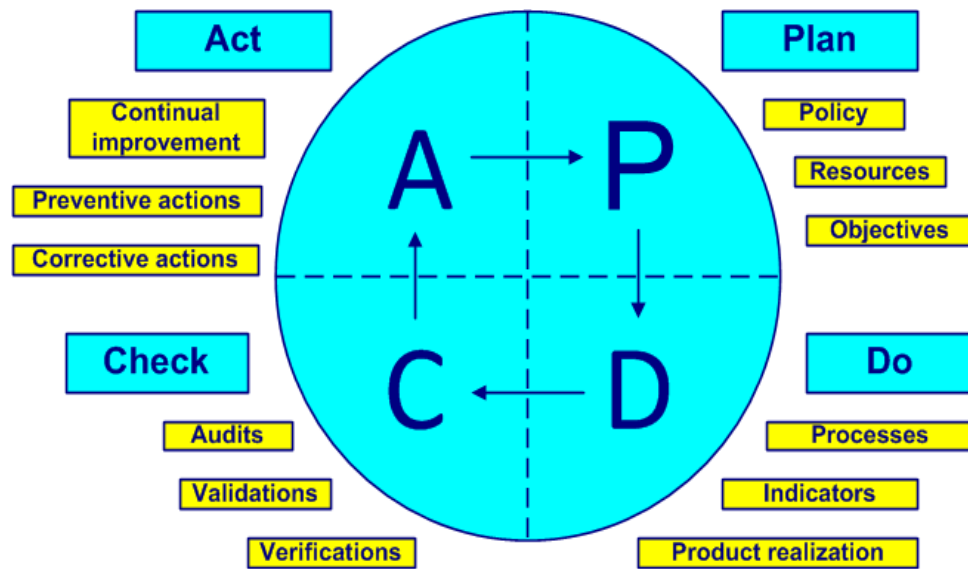 Act
Plan
Continual
improvement
Preventive actions
Corrective actions
Policy
Resources
Objectives
A
P
C
D
Check
Do
Audits
Validations
Verifications
Processes
Indicators
Product realization